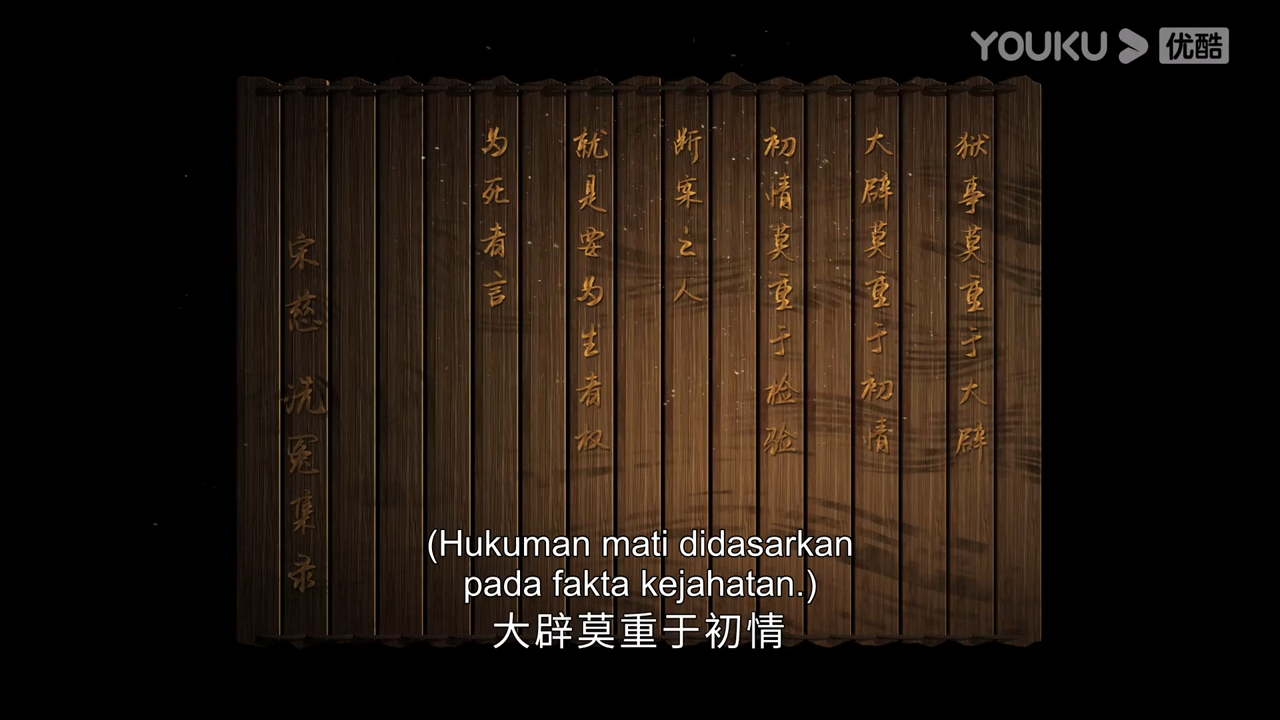 YOUKU 优酷
狱事莫重于大辟
大辟莫重于初情
初情莫重于检验
断案之人
就是要为生者权
为死者言
宋慈 洗冤集录
(Hukuman mati didasarkan
pada fakta kejahatan.)
大辟莫重于初情